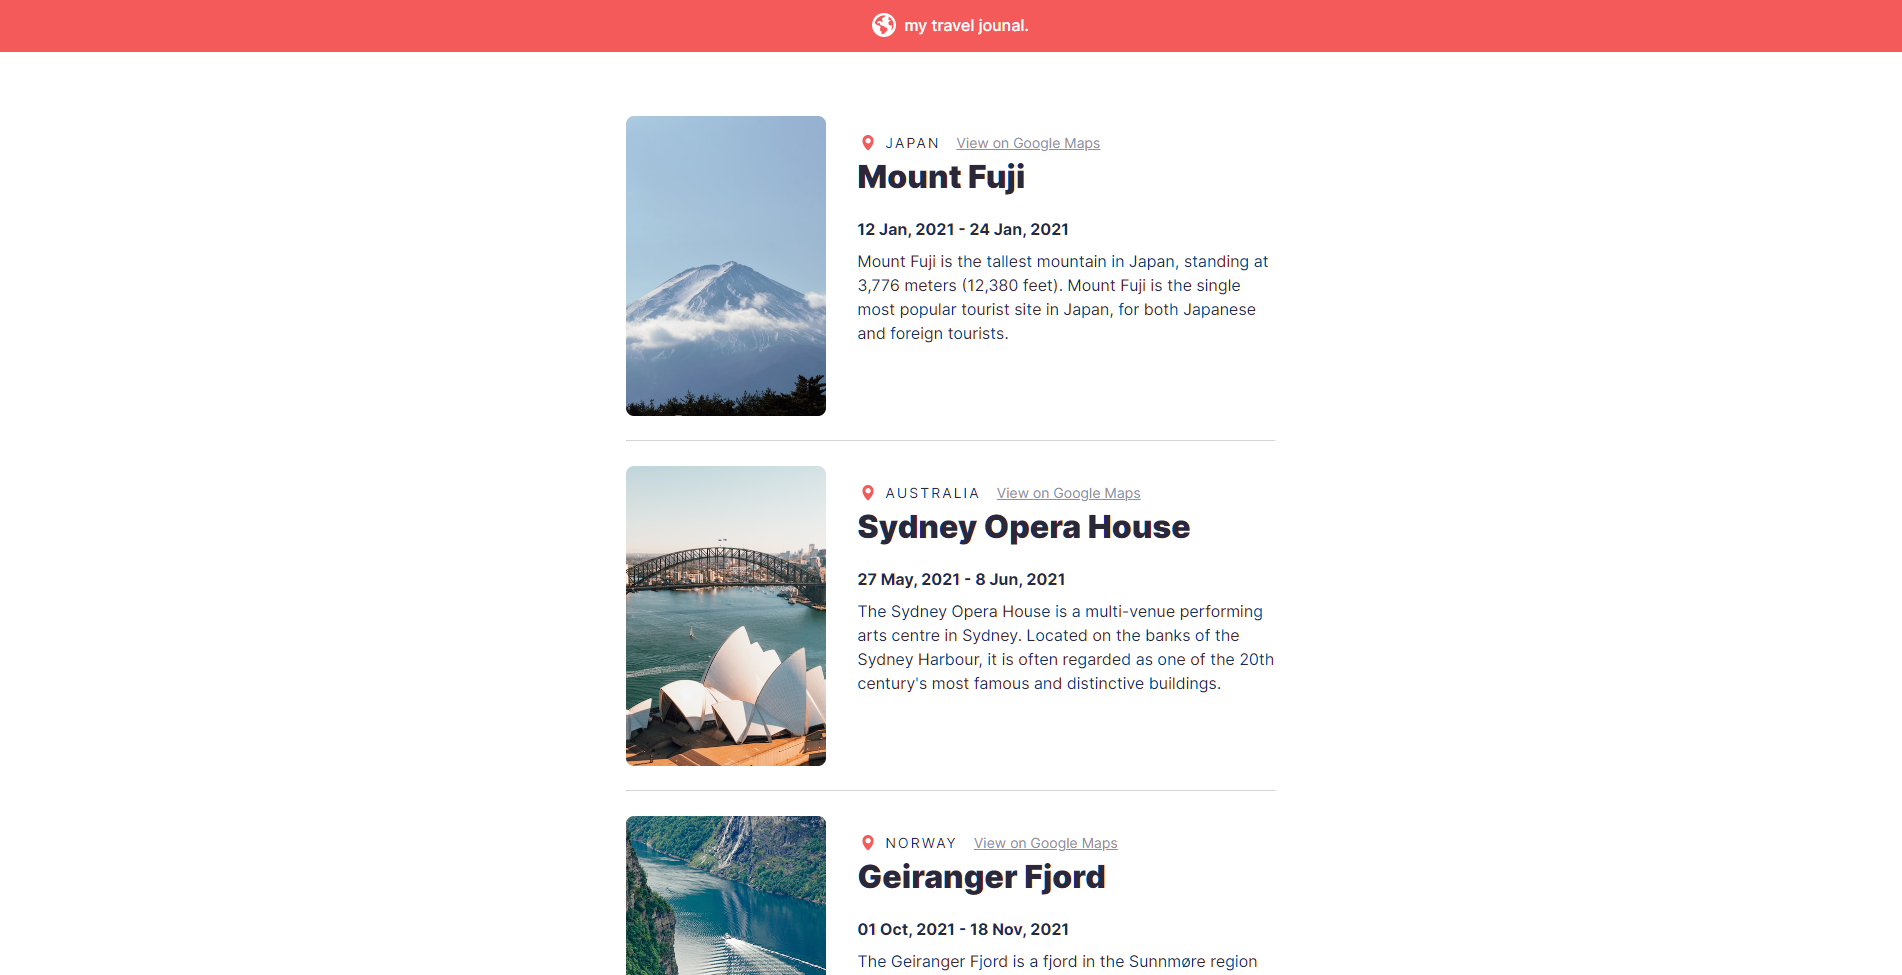 my travel jounal.
JAPAN View on Google Maps
Mount Fuji
12 Jan, 2021 - 24 Jan, 2021
Mount Fuji is the tallest mountain in Japan, standing at
3,776 meters (12,380 feet). Mount Fuji is the single
most popular tourist site in Japan, for both Japanese
and foreign tourists.
AUSTRALIA View on Google Maps
Sydney Opera House
27 May, 2021 - 8 Jun, 2021
The Sydney Opera House is a multi-venue performing
arts centre in Sydney. Located on the banks of the
Sydney Harbour, it is often regarded as one of the 20th
century's most famous and distinctive buildings.
NORWAY View on Google Maps
Geiranger Fjord
01 Oct, 2021 - 18 Nov, 2021
The Geiranger Fjord is a fjord in the Sunnmøre region